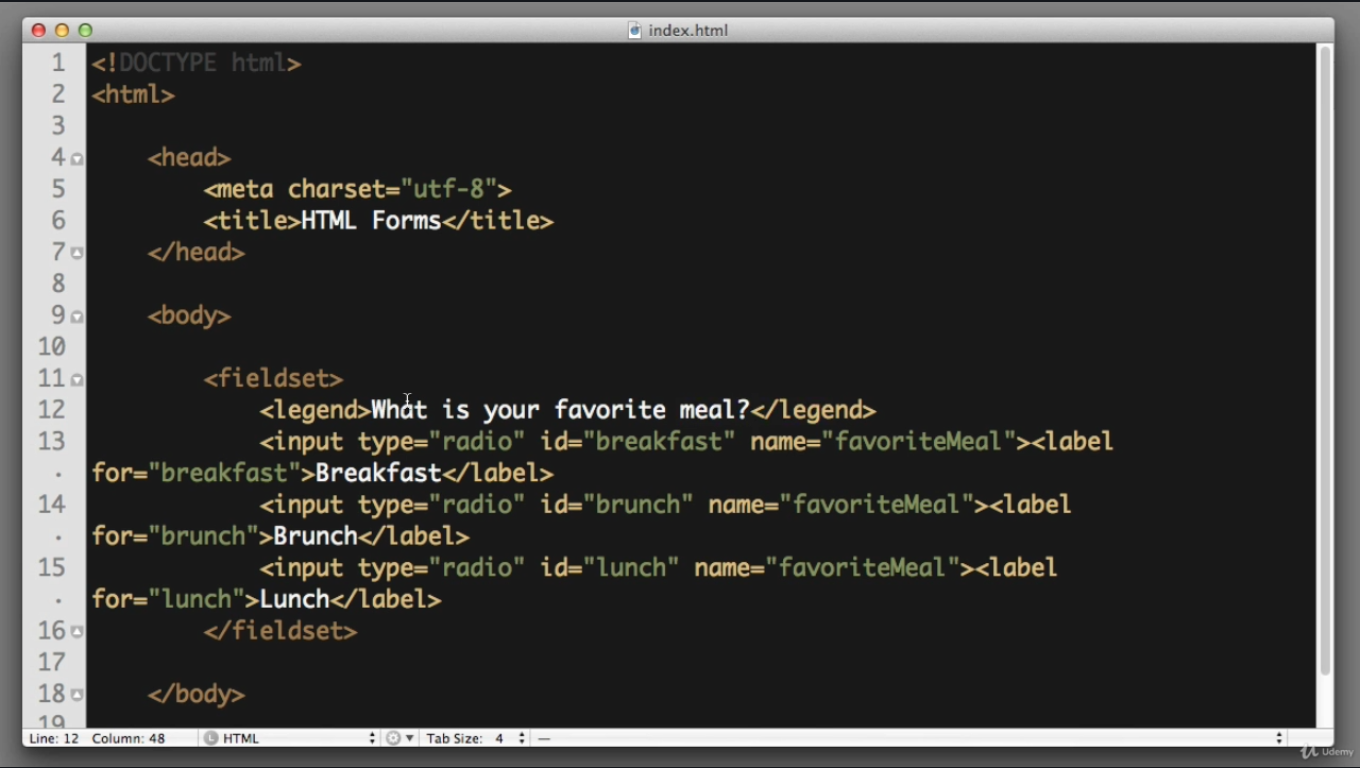 index.html
1 <!DOCTYPE html>
2 <html>
3
4 <head>
5 <meta charset="utf-8">
6 <title>HTML Forms</title>
7 </head>
8
9 <body>
10
11 <fieldset>
12 <legend>What is your favorite meal?</legend>
13 <input type="radio" id="breakfast" name="favoriteMeal"><label
for="breakfast">Breakfast</label>
14 <input type="radio" id="brunch" name="favoriteMeal"><label
for="brunch">Brunch</label>
15 <input type="radio" id="lunch" name="favoriteMeal"><label
for="lunch">Lunch</label>
16 </fieldset>
17
18 </body>
19
Line: 12 Column: 48 L HTML Tab Size: 4 —
Udemy